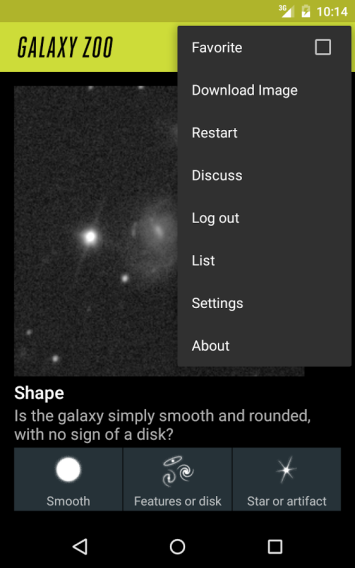 3G 10:14
GALAXY ZOO
Favorite
Download Image
Restart
Discuss
Log out
List
Settings
About
Shape
Is the galaxy simply smooth and rounded,
with no sign of a disk?
Smooth Features or disk Star or artifact